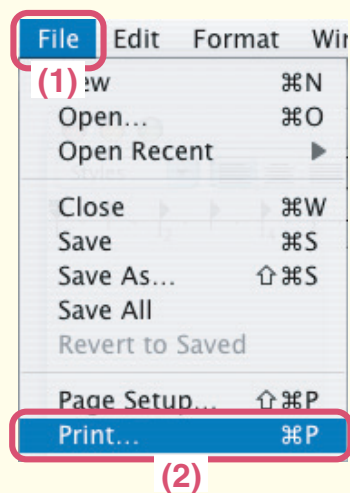 File Edit Format Wi
(1) ew ⌘N
Open... ⌘O
Open Recent ▶
Styles
Close ⌘W
Save ⌘S
Save As... ⇧⌘S
Save All
Revert to Saved
Page Setup... ⇧⌘P
Print... ⌘P
(2)